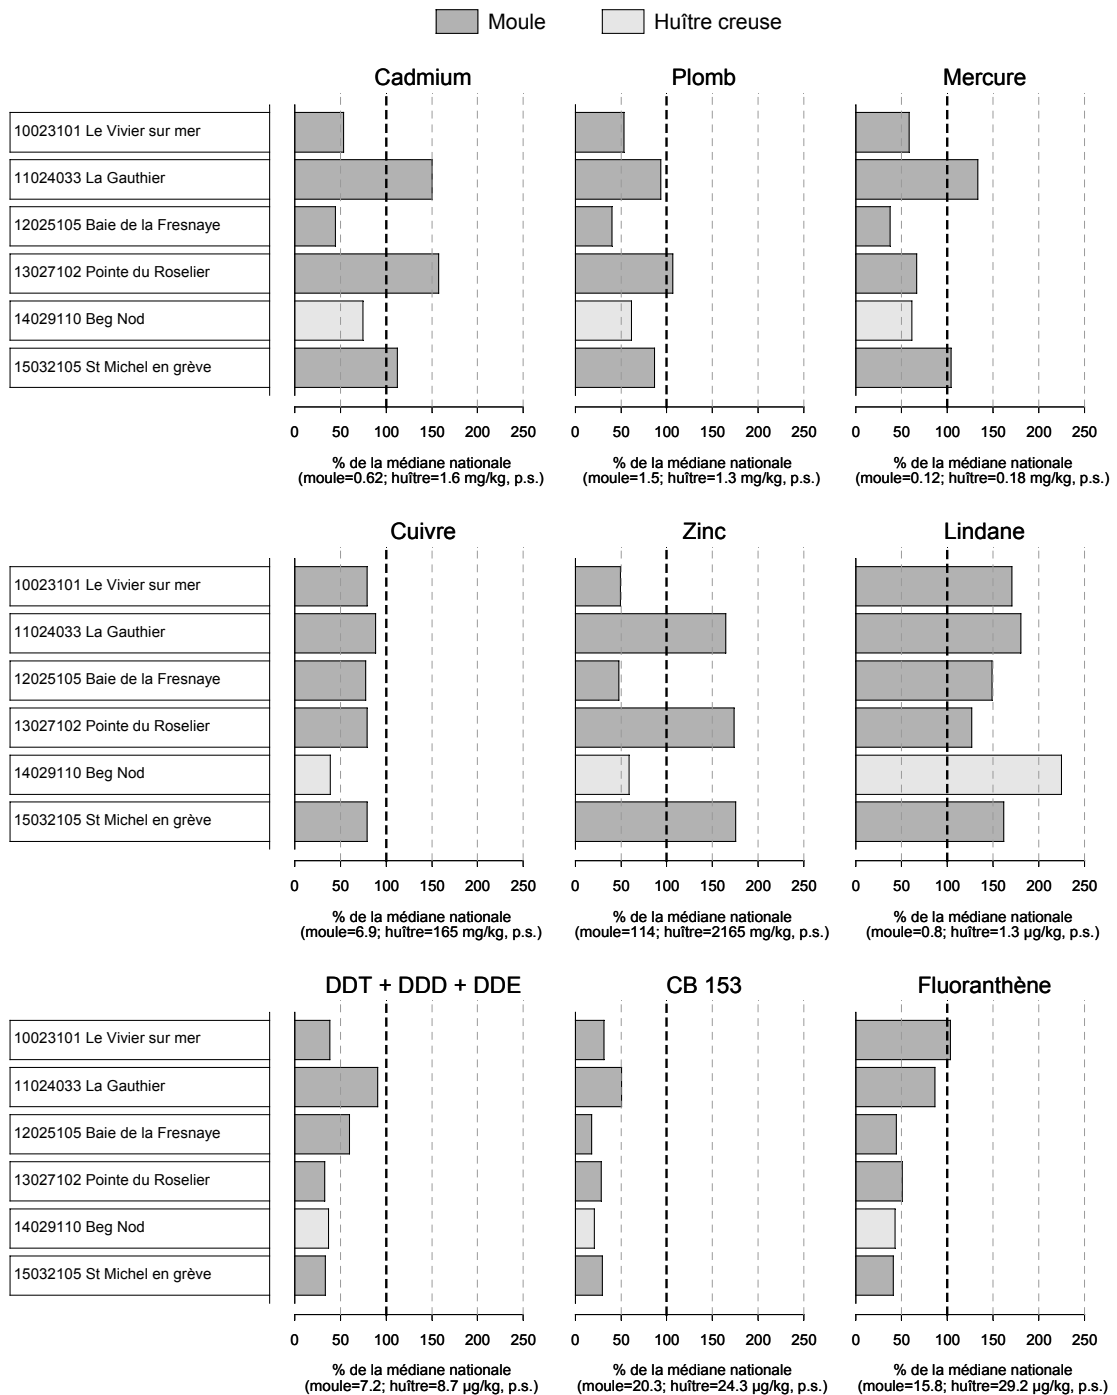 Moule Huître creuse
Cadmium Plomb Mercure
10023101 Le Vivier sur mer
11024033 La Gauthier
12025105 Baie de la Fresnaye
13027102 Pointe du Roselier
14029110 Beg Nod
15032105 St Michel en grève
0 50 100 150 200 250 0 50 100 150 200 250 0 50 100 150 200 250
% de la médiane nationale % de la médiane nationale % de la médiane nationale
(moule=0.62; huître=1.6 mg/kg, p.s.) (moule=1.5; huître=1.3 mg/kg, p.s.) (moule=0.12; huître=0.18 mg/kg, p.s.)
Cuivre Zinc Lindane
10023101 Le Vivier sur mer
11024033 La Gauthier
12025105 Baie de la Fresnaye
13027102 Pointe du Roselier
14029110 Beg Nod
15032105 St Michel en grève
0 50 100 150 200 250 0 50 100 150 200 250 0 50 100 150 200 250
% de la médiane nationale % de la médiane nationale % de la médiane nationale
(moule=6.9; huître=165 mg/kg, p.s.) (moule=114; huître=2165 mg/kg, p.s.) (moule=0.8; huître=1.3 µg/kg, p.s.)
DDT + DDD + DDE CB 153 Fluoranthène
10023101 Le Vivier sur mer
11024033 La Gauthier
12025105 Baie de la Fresnaye
13027102 Pointe du Roselier
14029110 Beg Nod
15032105 St Michel en grève
0 50 100 150 200 250 0 50 100 150 200 250 0 50 100 150 200 250
% de la médiane nationale % de la médiane nationale % de la médiane nationale
(moule=7.2; huître=8.7 µg/kg, p.s.) (moule=20.3; huître=24.3 µg/kg, p.s.) (moule=15.8; huître=29.2 µg/kg, p.s.)